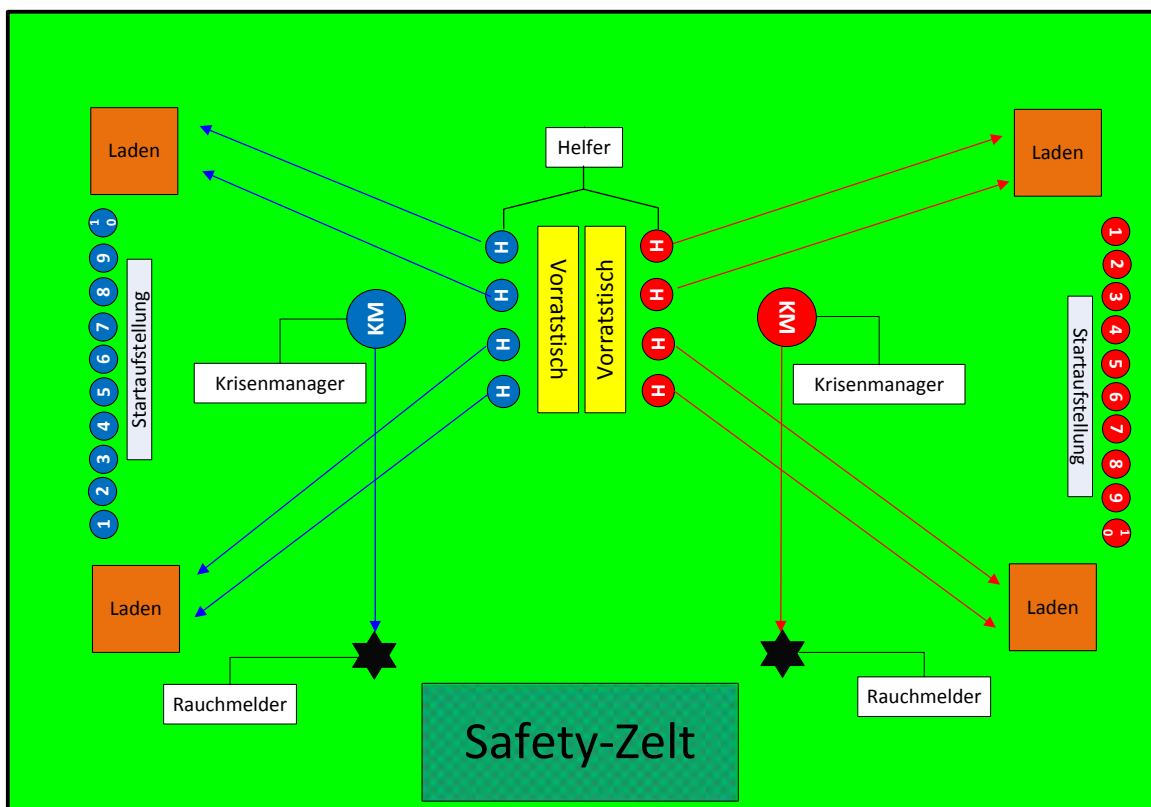 Laden
Helfer
Laden
H
H
H
H
Vorratstisch
Vorratstisch
H
H
H
H
10
9
8
7
6
5
4
3
2
1
Startaufstellung
KM
Krisenmanager
KM
Krisenmanager
1
2
3
4
5
6
7
8
9
10
Startaufstellung
Laden
Laden
Rauchmelder
Rauchmelder
Safety-Zelt